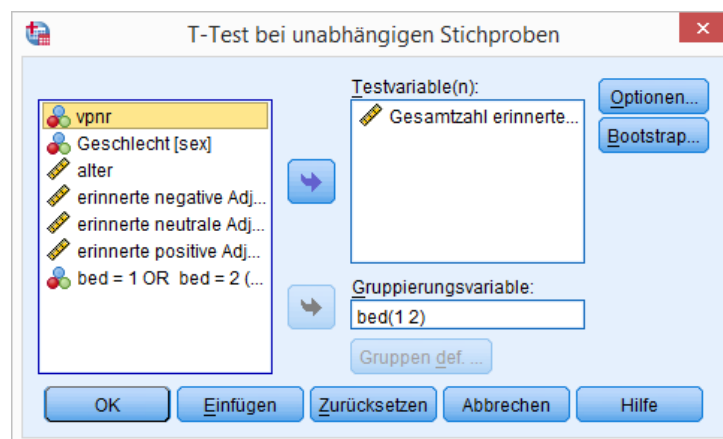 T-Test bei unabhängigen Stichproben
vpnr
Geschlecht [sex]
alter
erinnerte negative Adj...
erinnerte neutrale Adj...
erinnerte positive Adj...
bed = 1 OR bed = 2 (...
Testvariable(n):
Gesamtzahl erinnerte...
Gruppierungsvariable:
bed(1 2)
Gruppen def. ...
Optionen...
Bootstrap...
OK
Einfügen
Zurücksetzen
Abbrechen
Hilfe